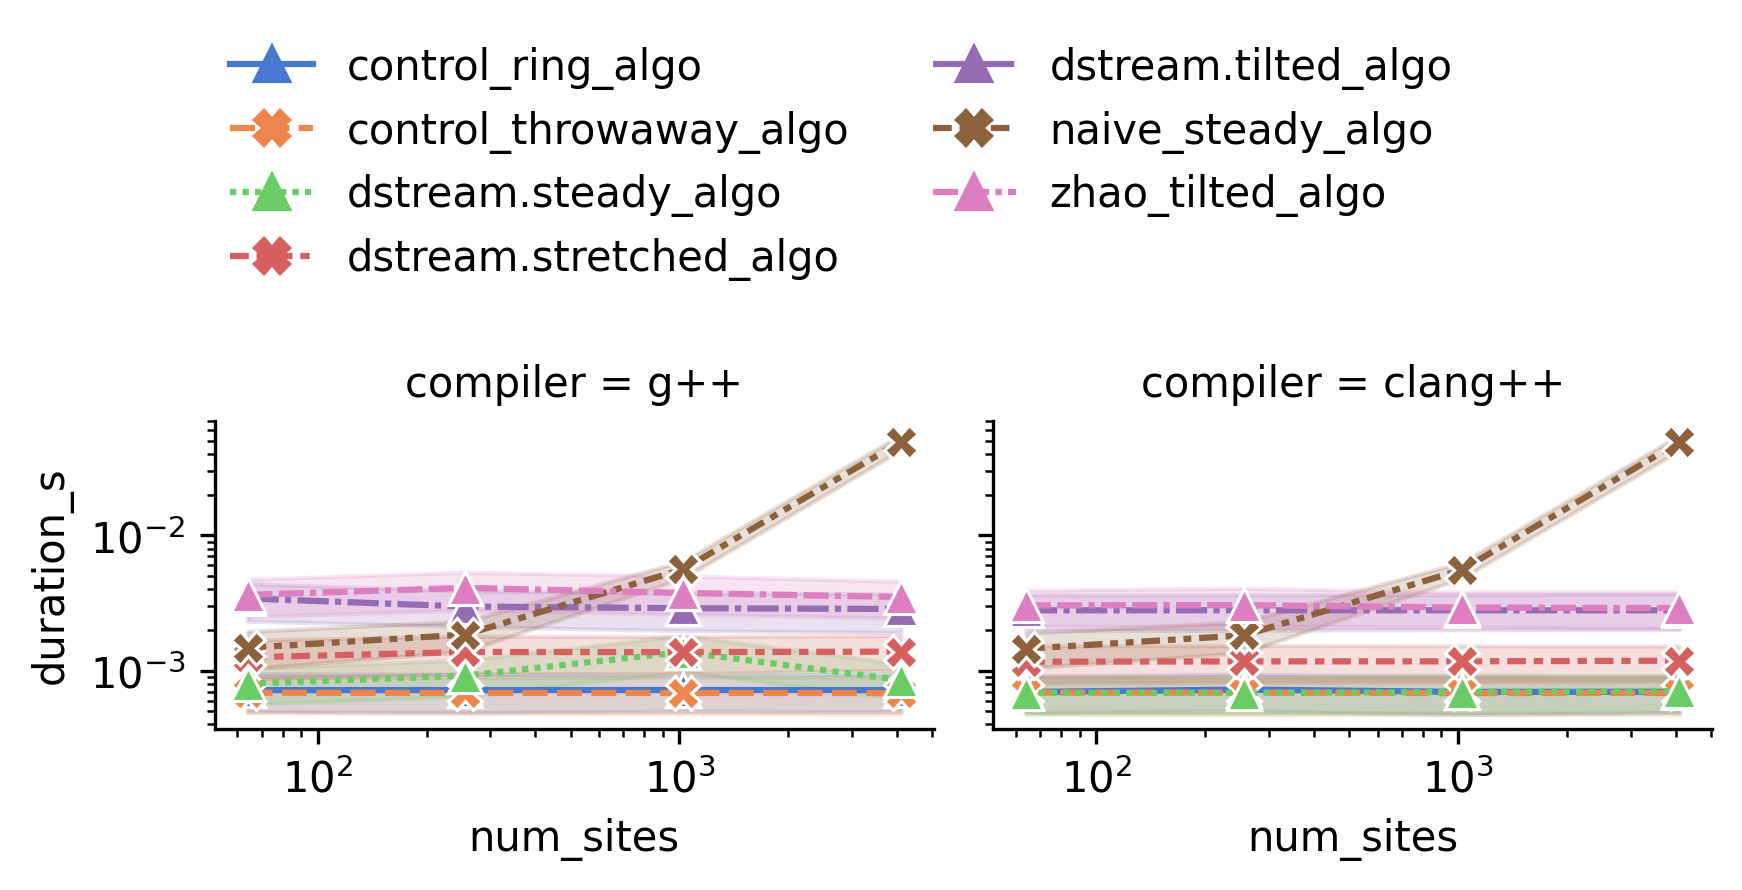 control_ring_algo
control_throwaway_algo
dstream.steady_algo
dstream.stretched_algo
dstream.tilted_algo
naive_steady_algo
zhao_tilted_algo
compiler = g++
compiler = clang++
duration_s
10⁻²
10⁻³
10²
10³
num_sites
10²
10³
num_sites